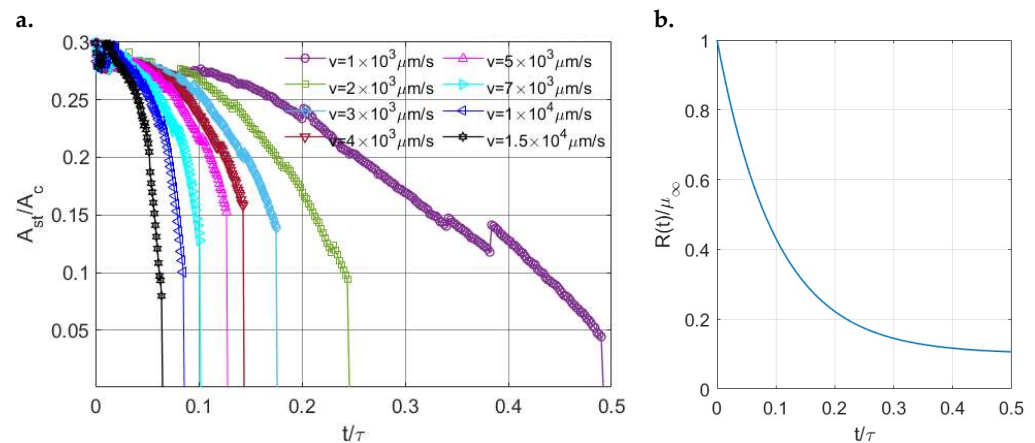 a.
A_st/A_c
0.3
0.25
0.2
0.15
0.1
0.05
v=1×10³μm/s
v=2×10³μm/s
v=3×10³μm/s
v=4×10³μm/s
v=5×10³μm/s
v=7×10³μm/s
v=1×10⁴μm/s
v=1.5×10⁴μm/s
0 0.1 0.2 0.3 0.4 0.5
t/τ
b.
R(t)/μ_∞
1
0.8
0.6
0.4
0.2
0
0 0.1 0.2 0.3 0.4 0.5
t/τ